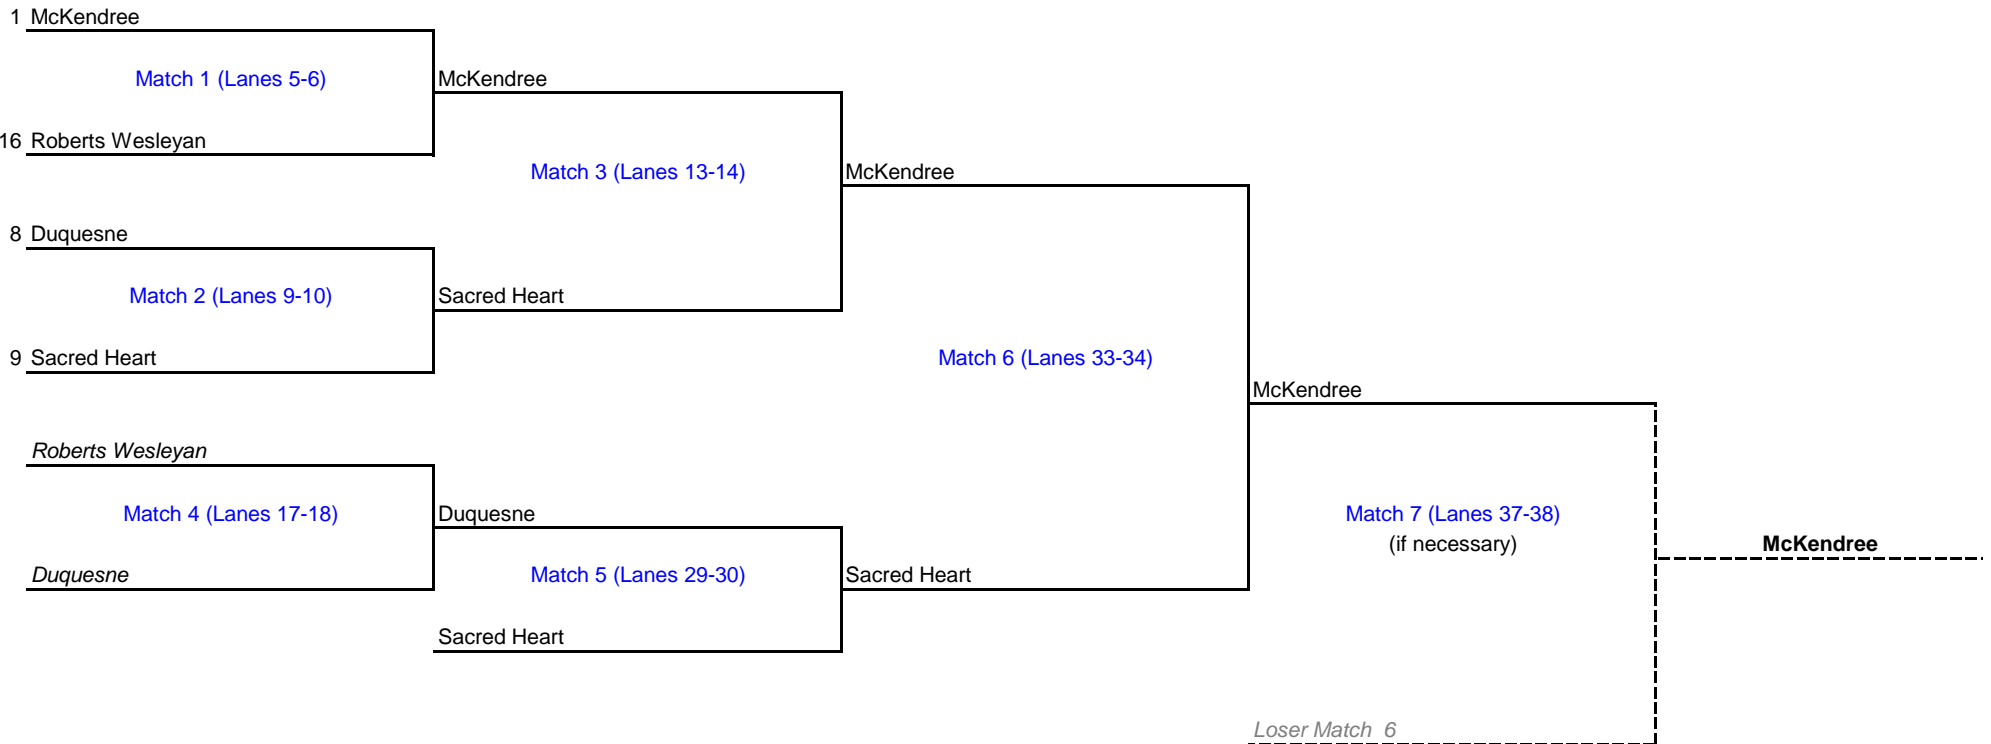 1 McKendree
Match 1 (Lanes 5-6)
McKendree
16 Roberts Wesleyan
Match 3 (Lanes 13-14)
McKendree
8 Duquesne
Match 2 (Lanes 9-10)
Sacred Heart
9 Sacred Heart
Match 6 (Lanes 33-34)
McKendree
Roberts Wesleyan
Match 4 (Lanes 17-18)
Duquesne
Match 7 (Lanes 37-38)
(if necessary)
McKendree
Duquesne
Match 5 (Lanes 29-30)
Sacred Heart
Sacred Heart
Loser Match 6